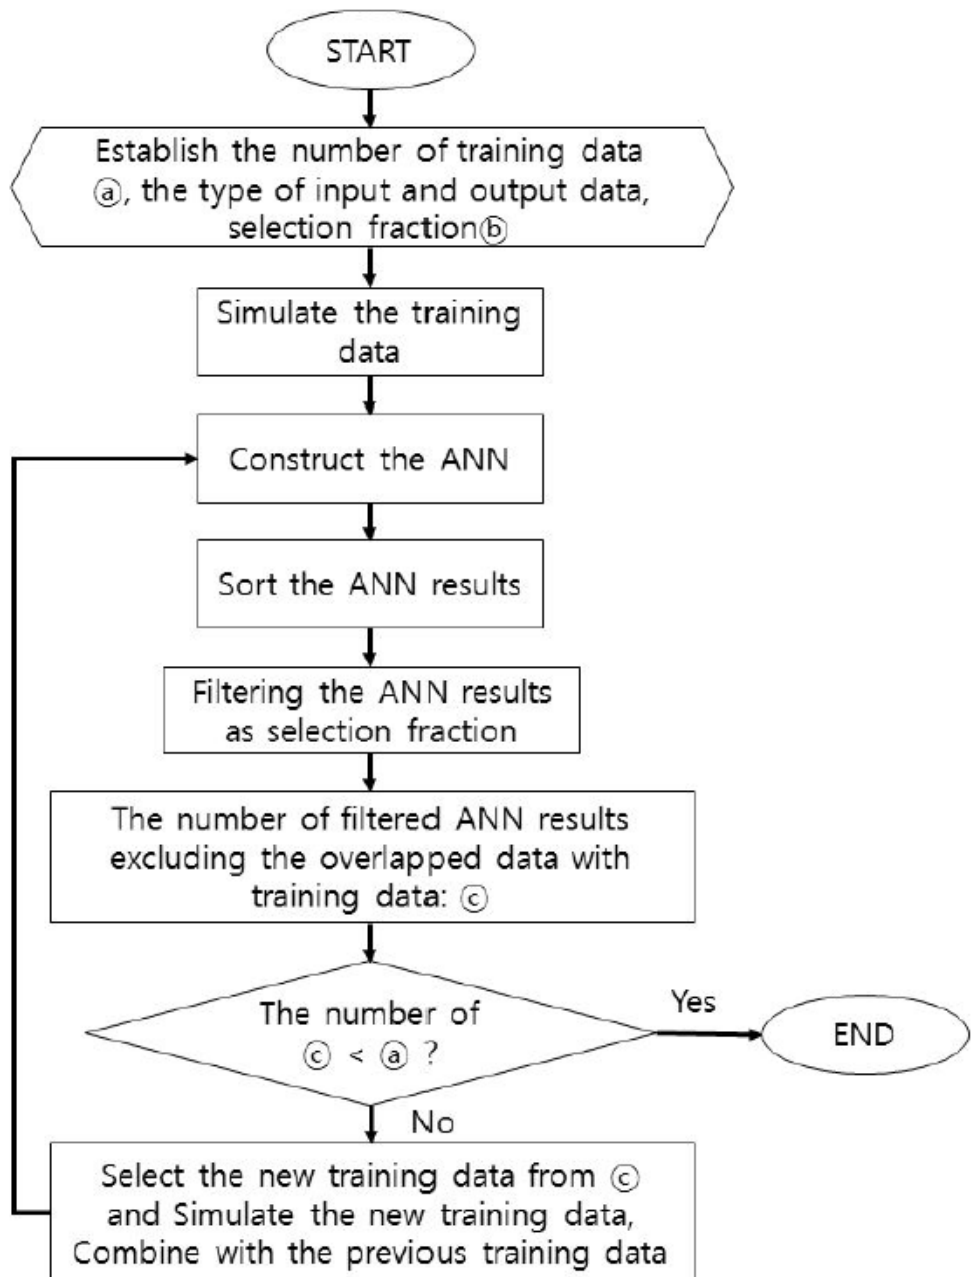 START
Establish the number of training data
ⓐ, the type of input and output data,
selection fractionⓑ
Simulate the training
data
Construct the ANN
Sort the ANN results
Filtering the ANN results
as selection fraction
The number of filtered ANN results
excluding the overlapped data with
training data: ⓒ
The number of
ⓒ < ⓐ ?
Yes
END
No
Select the new training data from ⓒ
and Simulate the new training data,
Combine with the previous training data